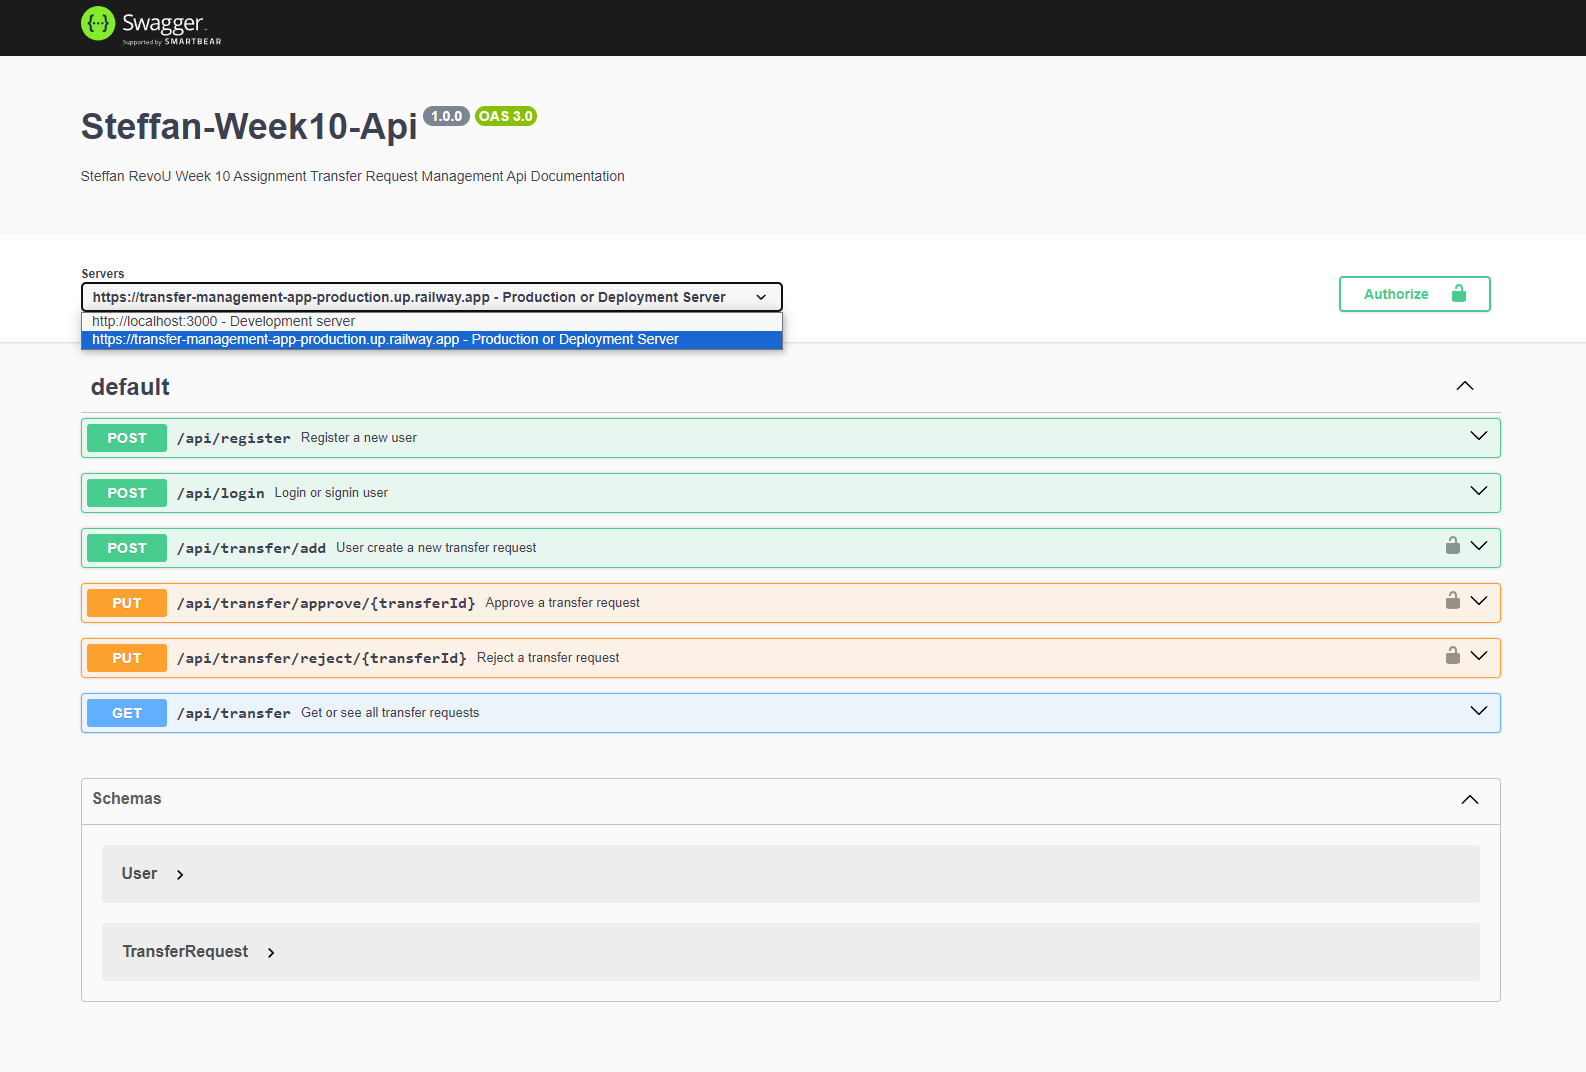 Swagger
Supported by SMARTBEAR
Steffan-Week10-Api 1.0.0 OAS 3.0
Steffan RevoU Week 10 Assignment Transfer Request Management Api Documentation
Servers
https://transfer-management-app-production.up.railway.app - Production or Deployment Server
Authorize
http://localhost:3000 - Development server
https://transfer-management-app-production.up.railway.app - Production or Deployment Server
default
POST /api/register Register a new user
POST /api/login Login or signin user
POST /api/transfer/add User create a new transfer request
PUT /api/transfer/approve/{transferId} Approve a transfer request
PUT /api/transfer/reject/{transferId} Reject a transfer request
GET /api/transfer Get or see all transfer requests
Schemas
User
TransferRequest